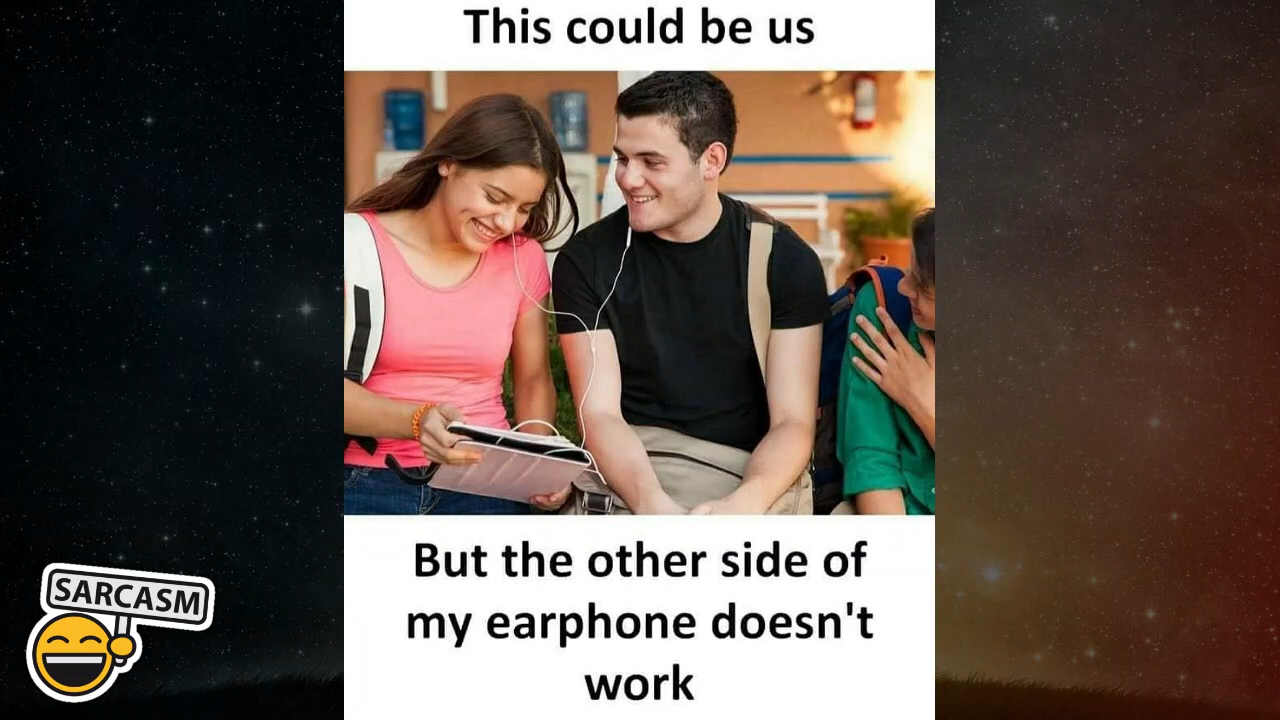 This could be us
But the other side of
my earphone doesn't
work
SARCASM